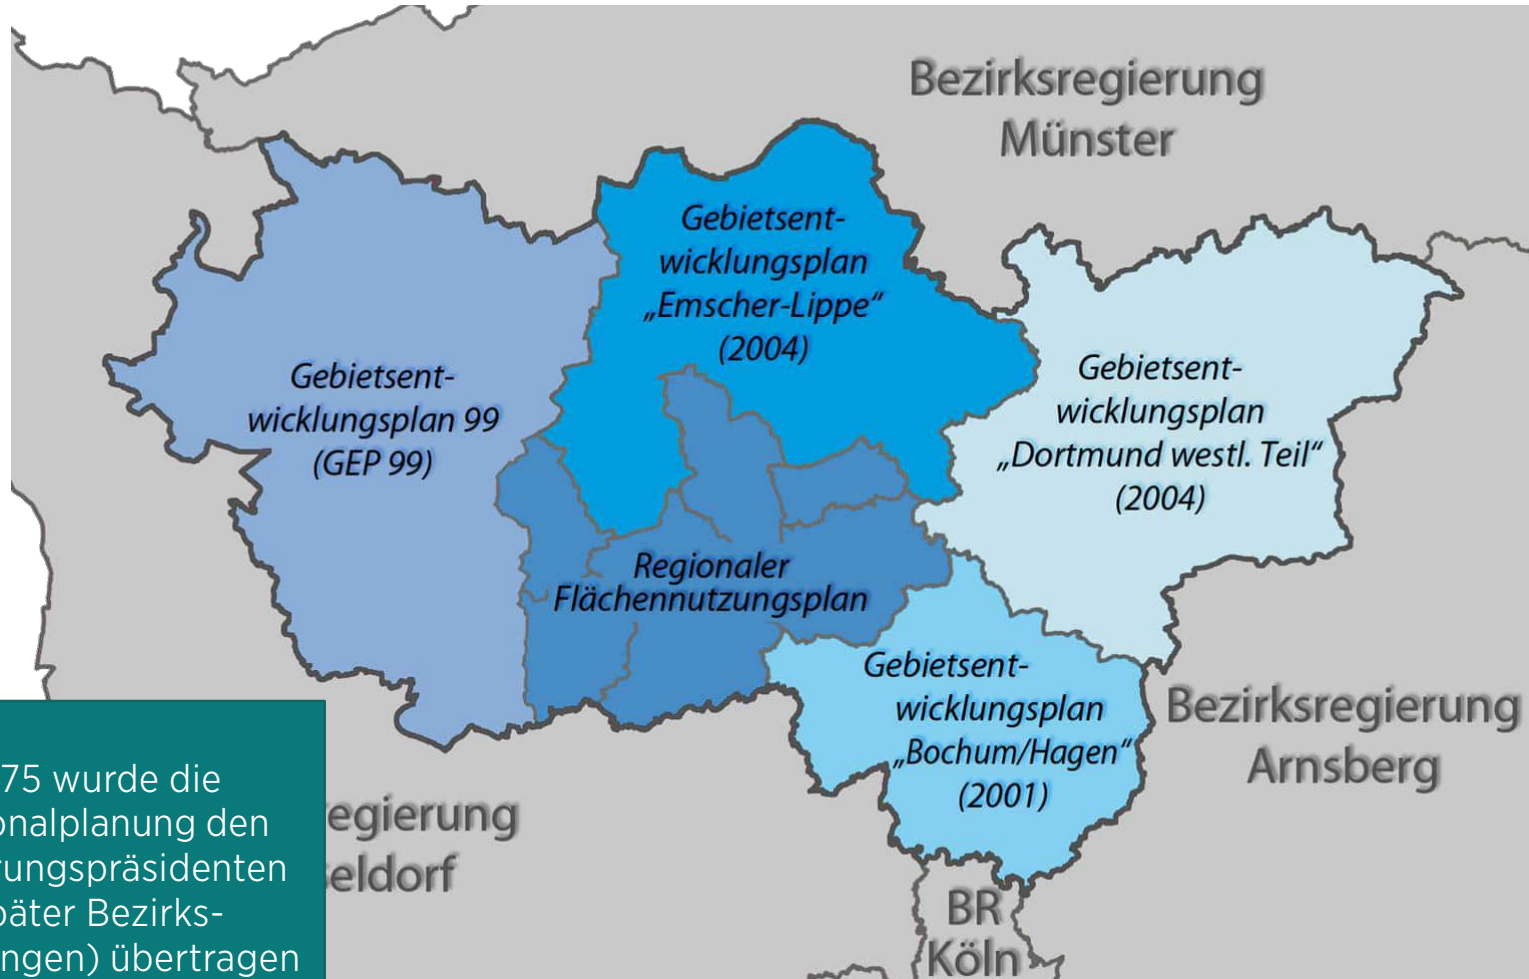 Bezirksregierung
Münster
Gebietsent-
wicklungsplan
„Emscher-Lippe“
(2004)
Gebietsent-
wicklungsplan 99
(GEP 99)
Gebietsent-
wicklungsplan
„Dortmund westl. Teil“
(2004)
Regionaler
Flächennutzungsplan
Gebietsent-
wicklungsplan
„Bochum/Hagen“
(2001)
Bezirksregierung
Arnsberg
75 wurde die
onalplanung den
rungspräsidenten
päter Bezirks-
ngen) übertragen
egierung
seldorf
BR
Köln